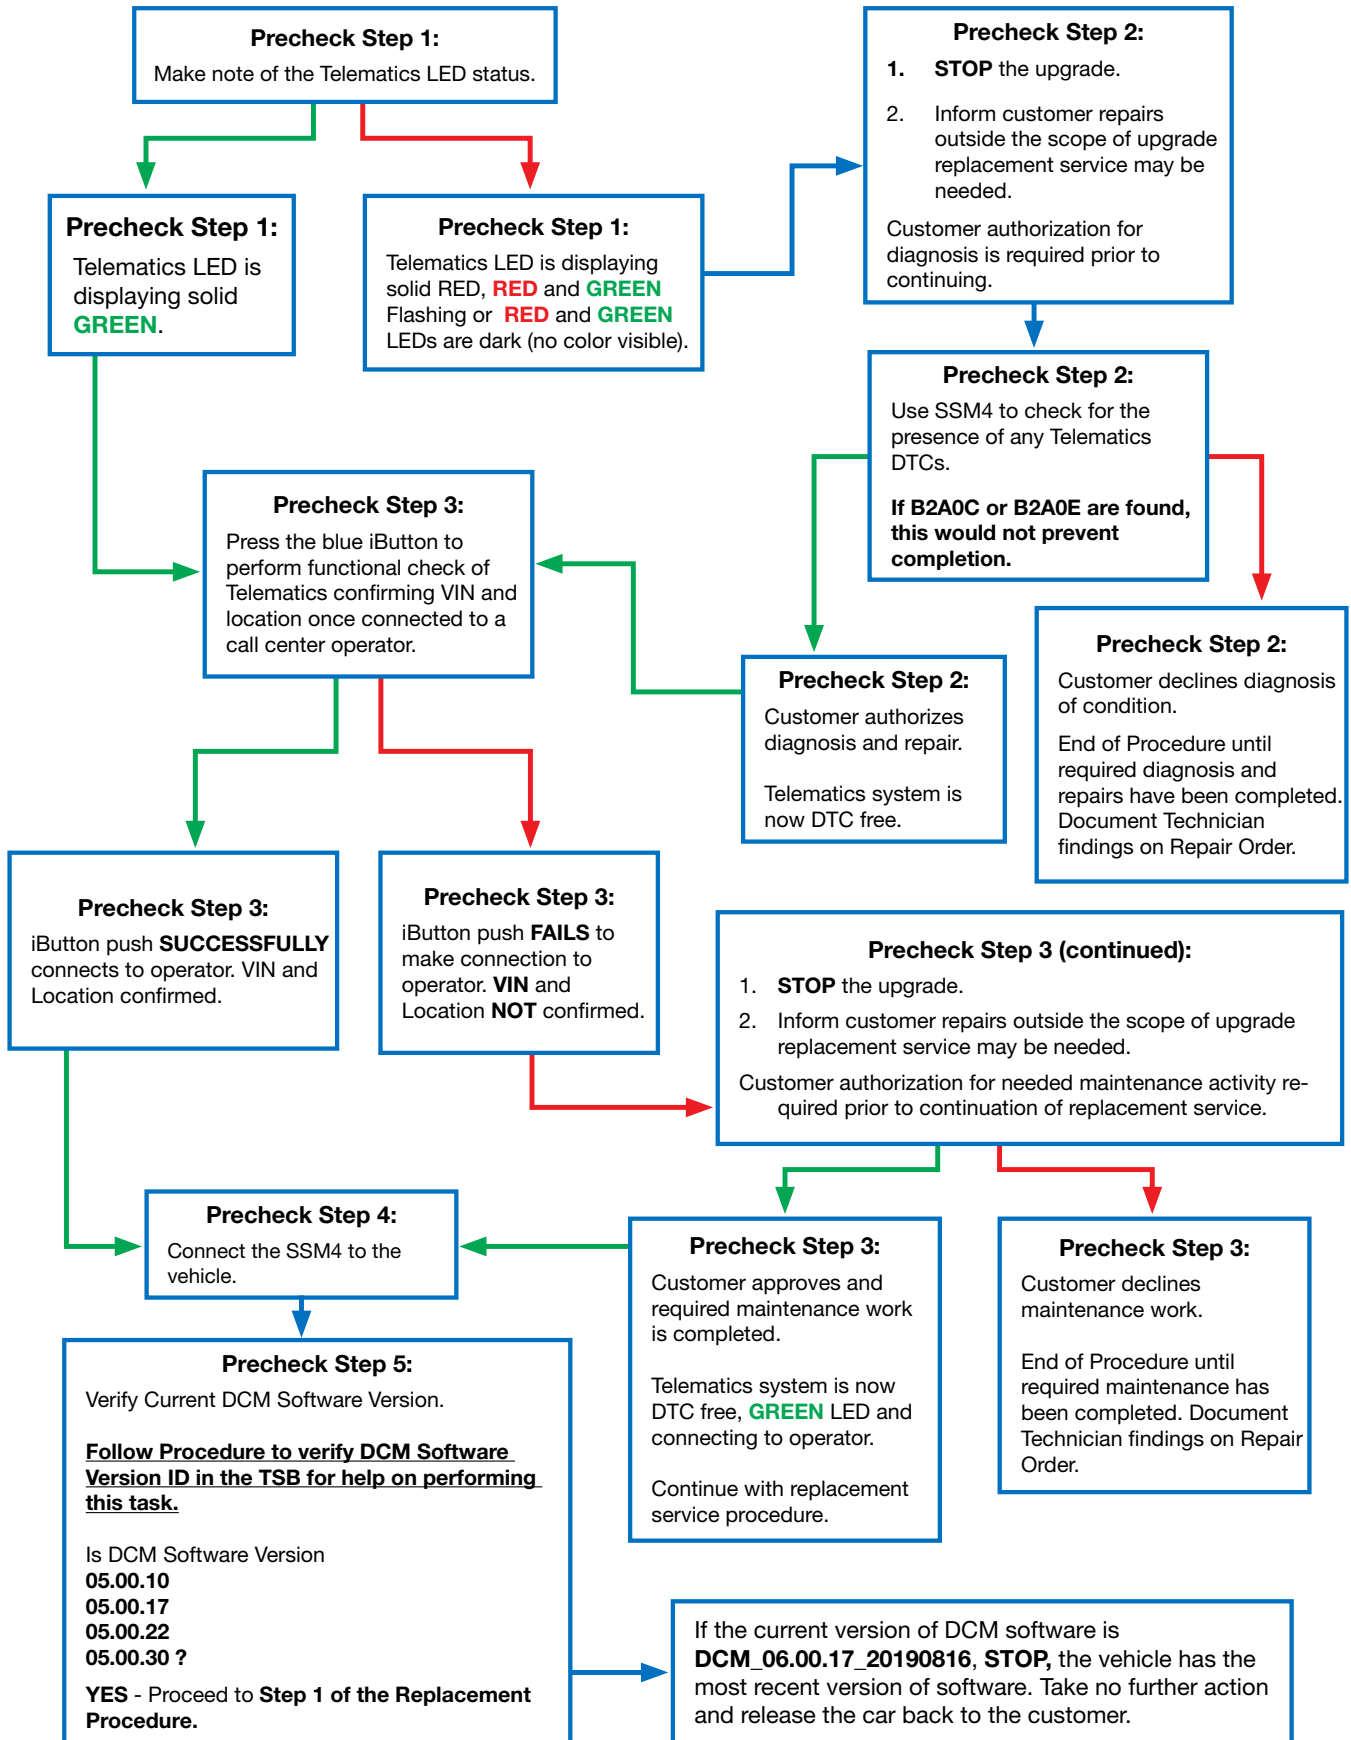 Precheck Step 1:
Make note of the Telematics LED status.
Precheck Step 2:
1. STOP the upgrade.
2. Inform customer repairs
outside the scope of upgrade
replacement service may be
needed.
Customer authorization for
diagnosis is required prior to
continuing.
Precheck Step 1:
Telematics LED is
displaying solid
GREEN.
Precheck Step 1:
Telematics LED is displaying
solid RED, RED and GREEN
Flashing or RED and GREEN
LEDs are dark (no color visible).
Precheck Step 2:
Use SSM4 to check for the
presence of any Telematics
DTCs.
If B2A0C or B2A0E are found,
this would not prevent
completion.
Precheck Step 3:
Press the blue iButton to
perform functional check of
Telematics confirming VIN and
location once connected to a
call center operator.
Precheck Step 2:
Customer authorizes
diagnosis and repair.
Telematics system is
now DTC free.
Precheck Step 2:
Customer declines diagnosis
of condition.
End of Procedure until
required diagnosis and
repairs have been completed.
Document Technician
findings on Repair Order.
Precheck Step 3:
iButton push SUCCESSFULLY
connects to operator. VIN and
Location confirmed.
Precheck Step 3:
iButton push FAILS to
make connection to
operator. VIN and
Location NOT confirmed.
Precheck Step 3 (continued):
1. STOP the upgrade.
2. Inform customer repairs outside the scope of upgrade
replacement service may be needed.
Customer authorization for needed maintenance activity re-
quired prior to continuation of replacement service.
Precheck Step 4:
Connect the SSM4 to the
vehicle.
Precheck Step 3:
Customer approves and
required maintenance work
is completed.
Telematics system is now
DTC free, GREEN LED and
connecting to operator.
Continue with replacement
service procedure.
Precheck Step 3:
Customer declines
maintenance work.
End of Procedure until
required maintenance has
been completed. Document
Technician findings on Repair
Order.
Precheck Step 5:
Verify Current DCM Software Version.
Follow Procedure to verify DCM Software
Version ID in the TSB for help on performing
this task.
Is DCM Software Version
05.00.10
05.00.17
05.00.22
05.00.30 ?
YES - Proceed to Step 1 of the Replacement
Procedure.
If the current version of DCM software is
DCM_06.00.17_20190816, STOP, the vehicle has the
most recent version of software. Take no further action
and release the car back to the customer.